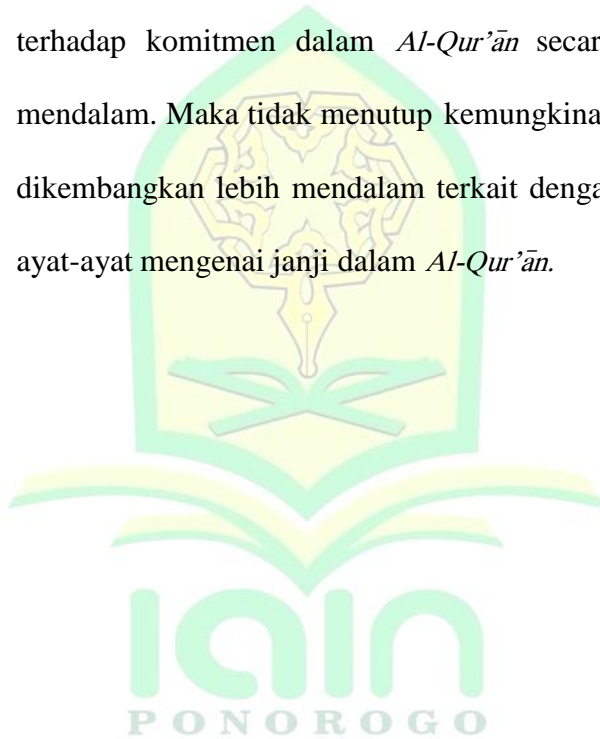 terhadap komitmen dalam Al-Qur’ān secar
mendalam. Maka tidak menutup kemungkina
dikembangkan lebih mendalam terkait denga
ayat-ayat mengenai janji dalam Al-Qur’ān.
iain
PONOROGO